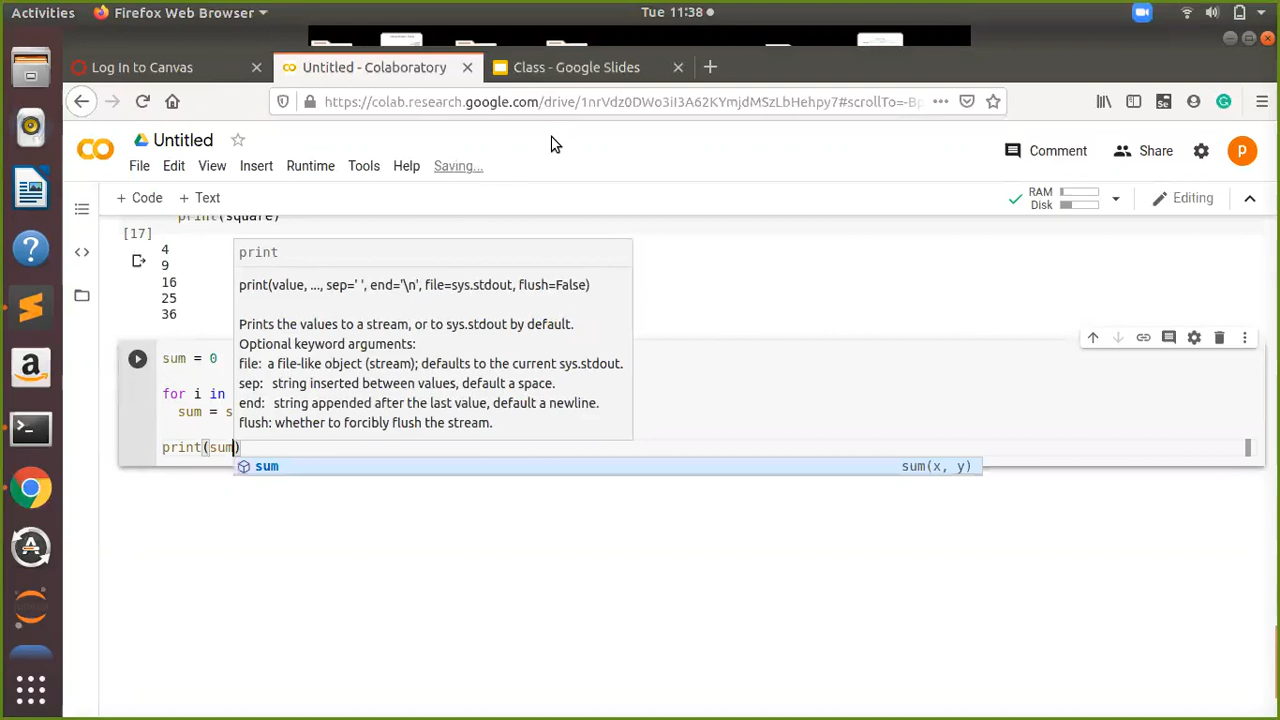 Activities Firefox Web Browser Tue 11:38
Log In to Canvas Untitled - Colaboratory Class - Google Slides
https://colab.research.google.com/drive/1nrVdz0DWo3iI3A62KYmjdMSzLbHehpy7#scrollTo=-Bp
Untitled
File Edit View Insert Runtime Tools Help Saving...
Comment Share p
+ Code + Text RAM Disk Editing
print(square)
[17]
4
9
16
25
36
print
print(value, ..., sep=' ', end='\n', file=sys.stdout, flush=False)
Prints the values to a stream, or to sys.stdout by default.
Optional keyword arguments:
file: a file-like object (stream); defaults to the current sys.stdout.
sep: string inserted between values, default a space.
end: string appended after the last value, default a newline.
flush: whether to forcibly flush the stream.
sum = 0
for i in
sum = s
print(sum)
sum sum(x, y)